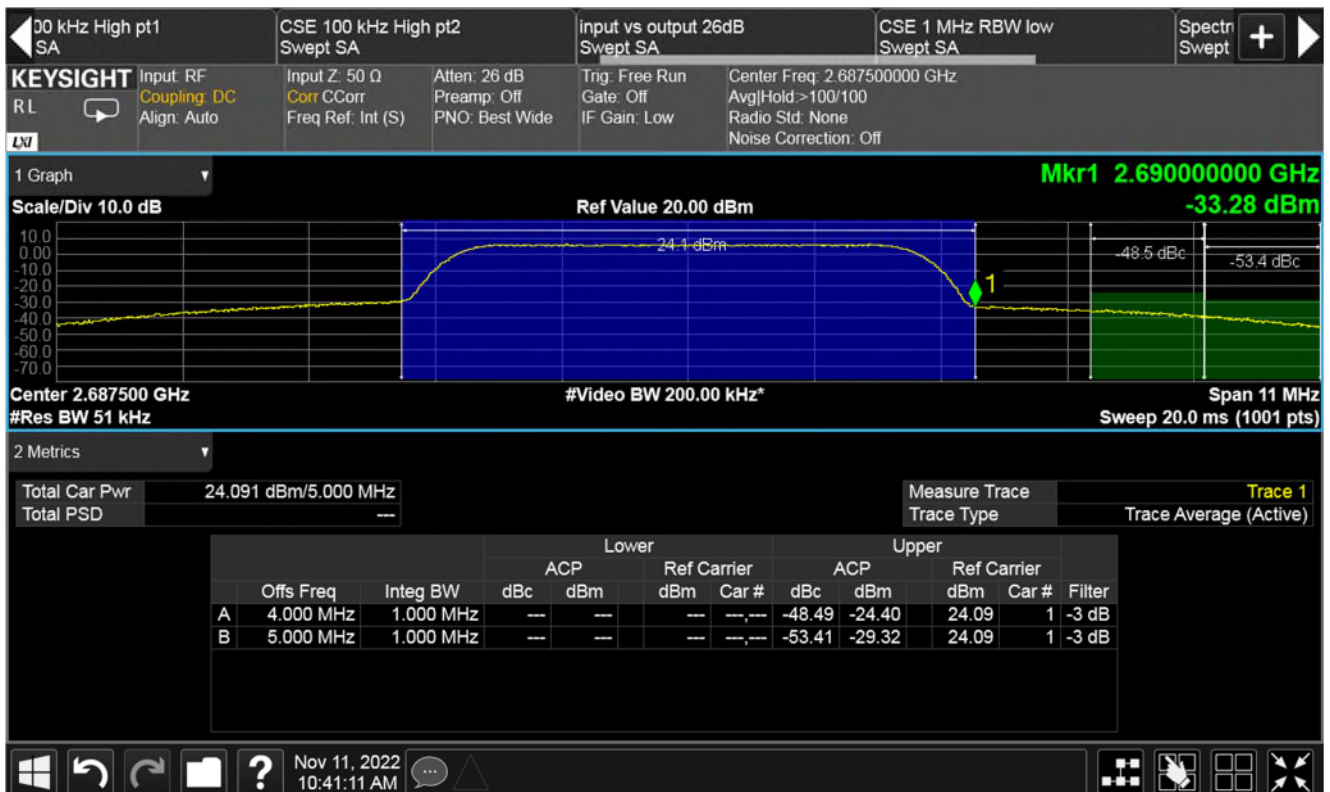 00 kHz High pt1
SA
CSE 100 kHz High pt2
Swept SA
input vs output 26dB
Swept SA
CSE 1 MHz RBW low
Swept SA
Spectr
Swept
+
KEYSIGHT
RL
LXI
Input: RF
Coupling: DC
Align: Auto
Input Z: 50 Ω
Corr CCorr
Freq Ref: Int (S)
Atten: 26 dB
Preamp: Off
PNO: Best Wide
Trig: Free Run
Gate: Off
IF Gain: Low
Center Freq: 2.687500000 GHz
Avg|Hold:>100/100
Radio Std: None
Noise Correction: Off
1 Graph
Mkr1 2.690000000 GHz
-33.28 dBm
Scale/Div 10.0 dB
Ref Value 20.00 dBm
10.0
0.00
-10.0
-20.0
-30.0
-40.0
-50.0
-60.0
-70.0
24.1 dBm
1
-48.5 dBc
-53.4 dBc
Center 2.687500 GHz
#Video BW 200.00 kHz*
Span 11 MHz
#Res BW 51 kHz
Sweep 20.0 ms (1001 pts)
2 Metrics
Total Car Pwr 24.091 dBm/5.000 MHz
Total PSD ---
Measure Trace Trace 1
Trace Type Trace Average (Active)
Lower Upper
ACP Ref Carrier ACP Ref Carrier
Offs Freq Integ BW dBc dBm dBm Car # dBc dBm dBm Car # Filter
A 4.000 MHz 1.000 MHz --- --- --- ---,--- -48.49 -24.40 24.09 1 -3 dB
B 5.000 MHz 1.000 MHz --- --- --- ---,--- -53.41 -29.32 24.09 1 -3 dB
?
Nov 11, 2022
10:41:11 AM